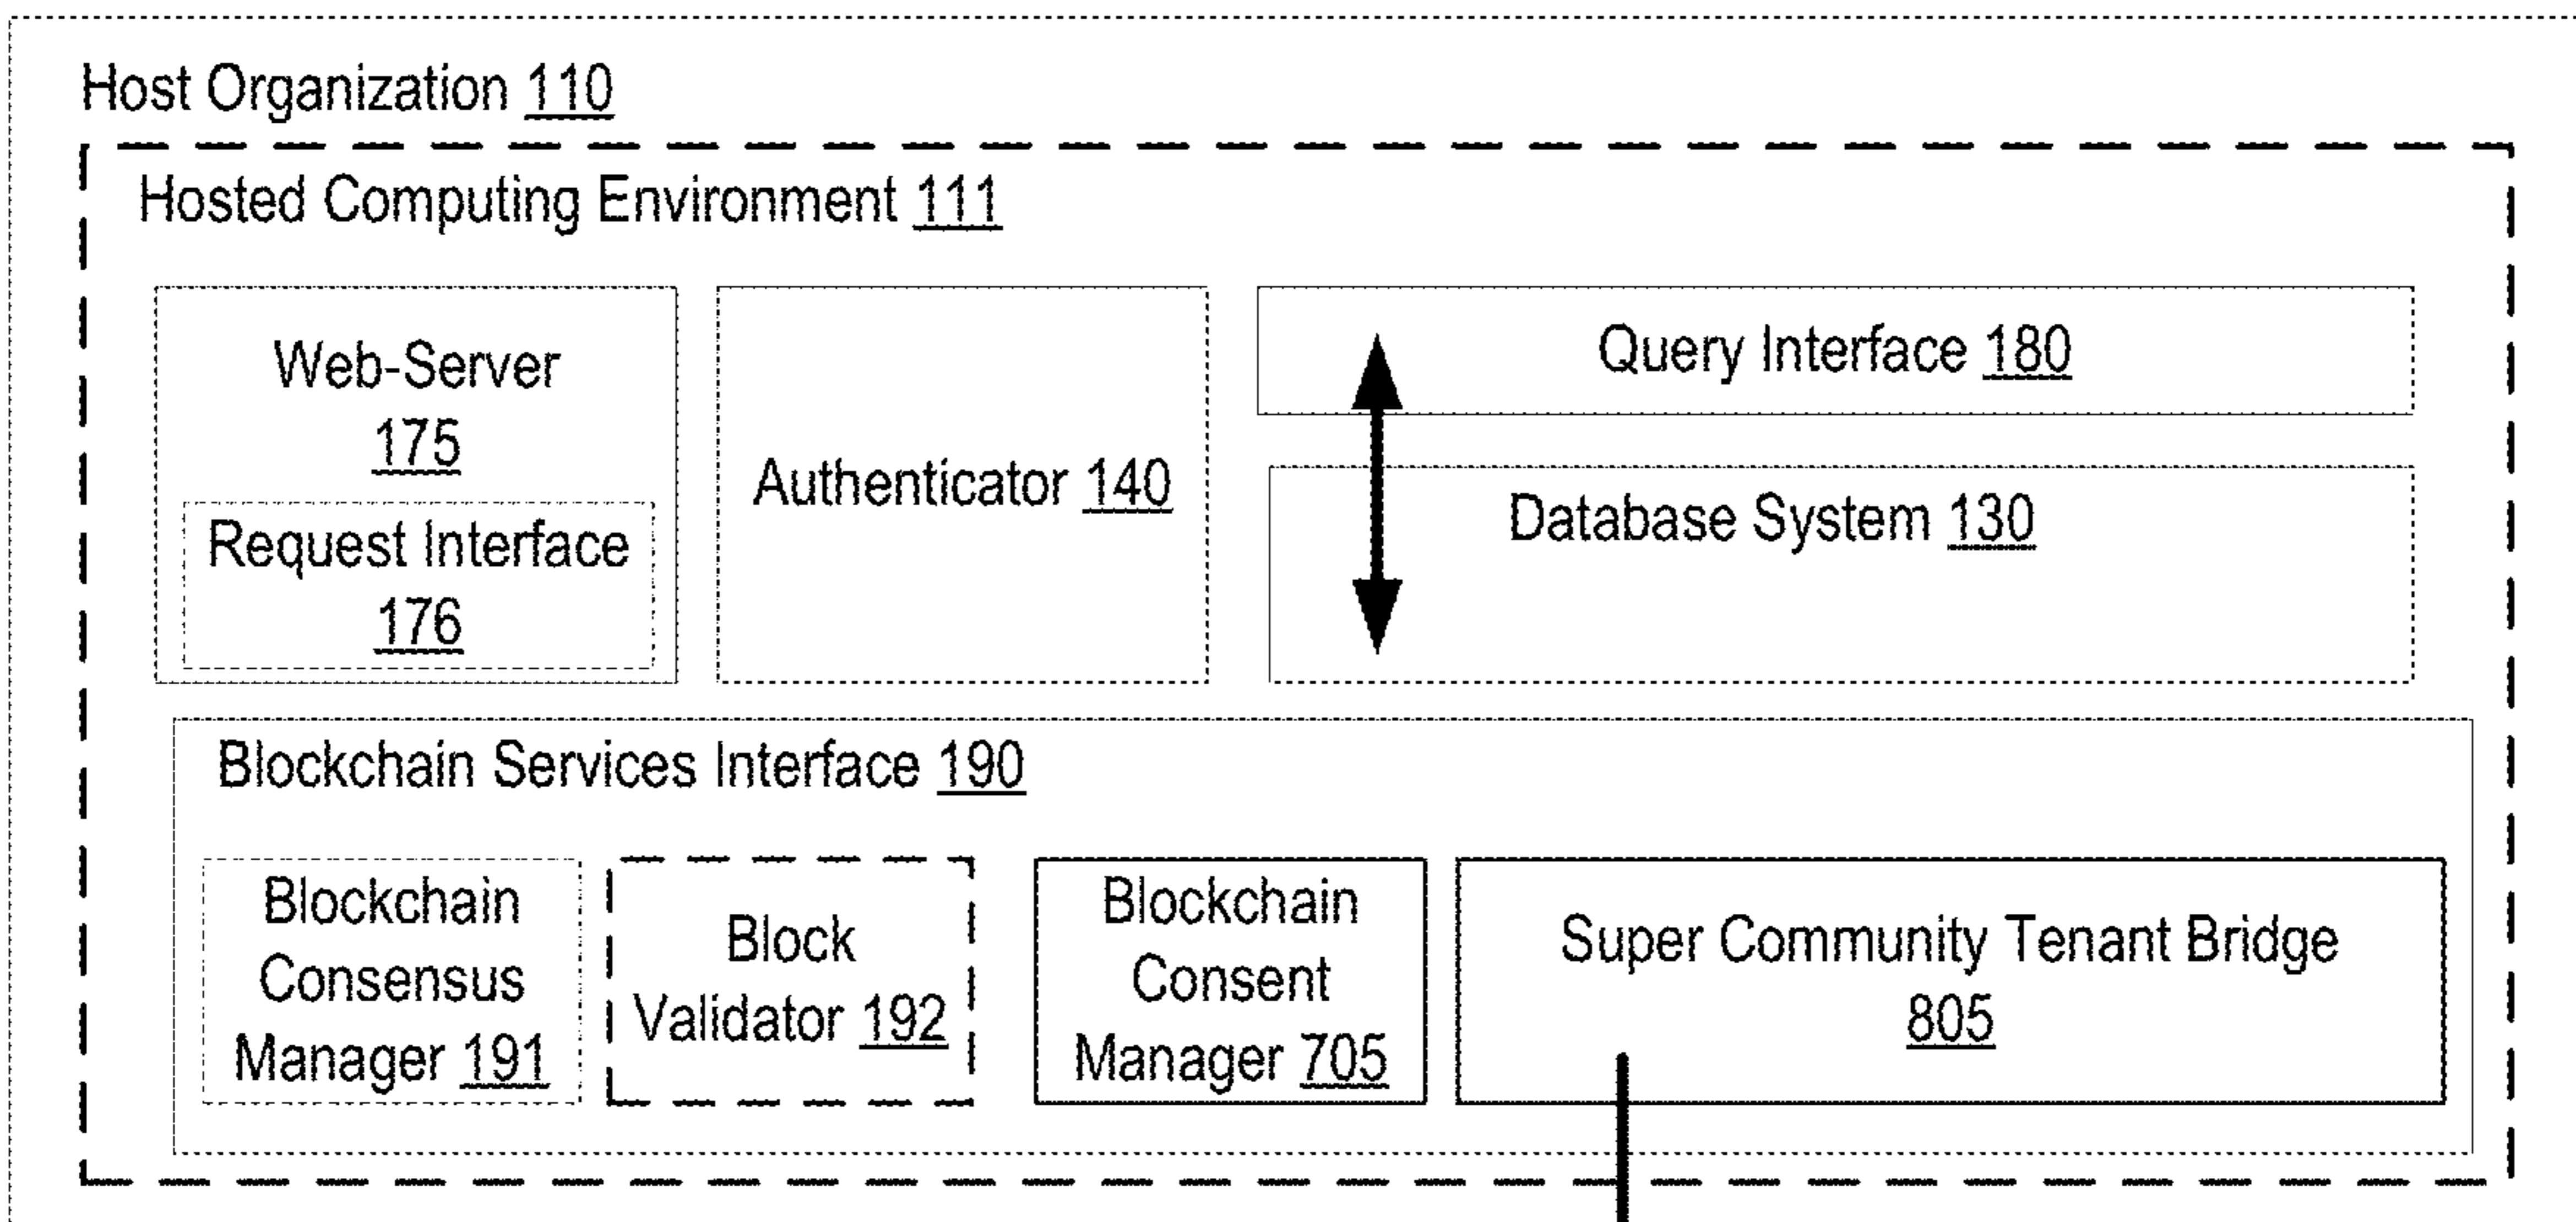 Host Organization 110
Hosted Computing Environment 111
Web-Server
175
Request Interface
176
Authenticator 140
Query Interface 180
Database System 130
Blockchain Services Interface 190
Blockchain
Consensus
Manager 191
Block
Validator 192
Blockchain
Consent
Manager 705
Super Community Tenant Bridge
805